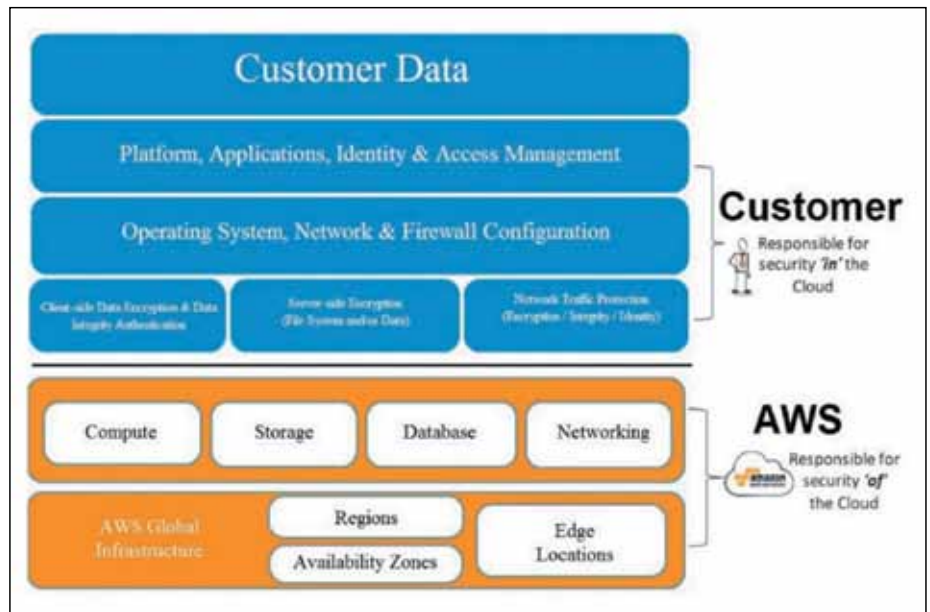 Customer Data
Platform, Applications, Identity & Access Management
Operating System, Network & Firewall Configuration
Client-side Data Encryption & Data
Integrity Authentication
Server-side Encryption
(File System and/or Data)
Network Traffic Protection
(Encryption / Integrity / Identity)
Customer
Responsible for
security 'in' the
Cloud
Compute
Storage
Database
Networking
AWS Global
Infrastructure
Regions
Availability Zones
Edge
Locations
AWS
amazon
Responsible for
security 'of'
the Cloud